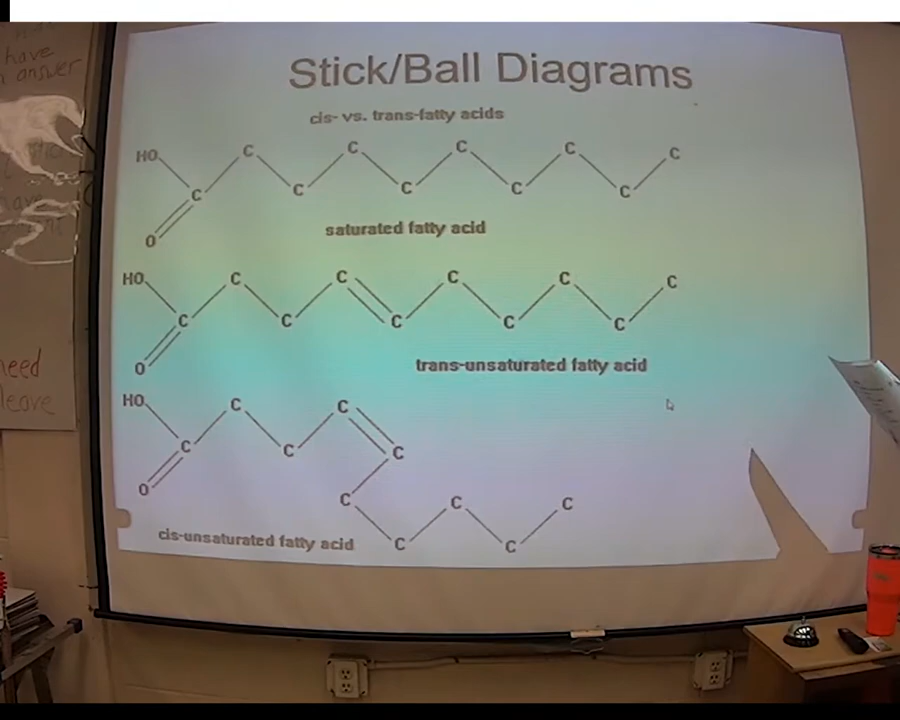 have
answer
Stick/Ball Diagrams
cis- vs. trans-fatty acids
HO C C C C C
C C C C C
O
saturated fatty acid
HO C C C C C
C C C C C
O
trans-unsaturated fatty acid
HO C C
C C C
O
C C C
C C
cis-unsaturated fatty acid
need
leave